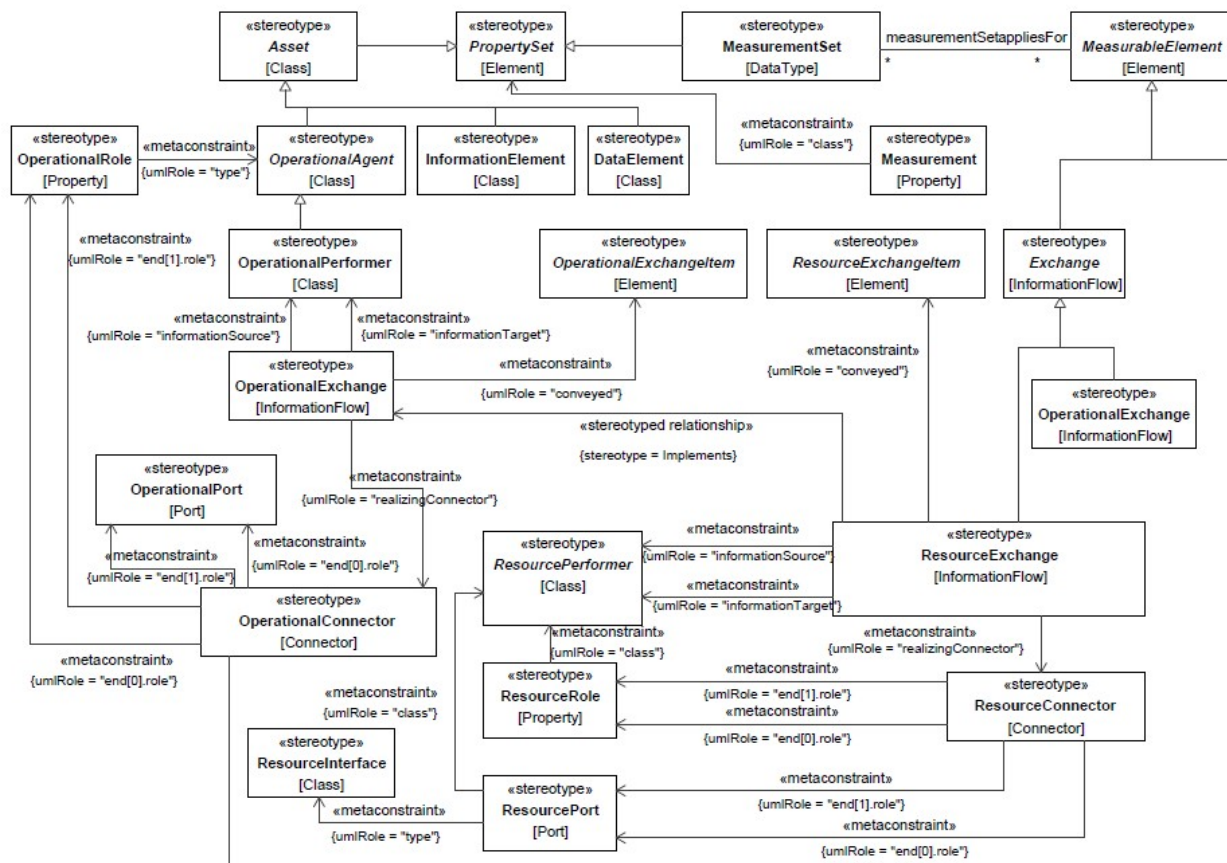 «stereotype»
Asset
[Class]
«stereotype»
PropertySet
[Element]
«stereotype»
MeasurementSet
[DataType]
measurementSetappliesFor
*
*
«stereotype»
MeasurableElement
[Element]
«stereotype»
OperationalRole
[Property]
«metaconstraint»
{umlRole = "type"}
«stereotype»
OperationalAgent
[Class]
«stereotype»
InformationElement
[Class]
«stereotype»
DataElement
[Class]
«metaconstraint»
{umlRole = "class"}
«stereotype»
Measurement
[Property]
«metaconstraint»
{umlRole = "end[1].role"}
«stereotype»
OperationalPerformer
[Class]
«stereotype»
OperationalExchangeItem
[Element]
«stereotype»
ResourceExchangeItem
[Element]
«stereotype»
Exchange
[InformationFlow]
«metaconstraint»
{umlRole = "informationSource"}
«metaconstraint»
{umlRole = "informationTarget"}
«stereotype»
OperationalExchange
[InformationFlow]
«metaconstraint»
{umlRole = "conveyed"}
«metaconstraint»
{umlRole = "conveyed"}
«stereotype»
OperationalExchange
[InformationFlow]
«stereotyped relationship»
{stereotype = Implements}
«stereotype»
OperationalPort
[Port]
«metaconstraint»
{umlRole = "realizingConnector"}
«metaconstraint»
{umlRole = "end[1].role"}
«metaconstraint»
{umlRole = "end[0].role"}
«stereotype»
ResourcePerformer
[Class]
«metaconstraint»
{umlRole = "informationSource"}
«metaconstraint»
{umlRole = "informationTarget"}
«stereotype»
ResourceExchange
[InformationFlow]
«stereotype»
OperationalConnector
[Connector]
«metaconstraint»
{umlRole = "end[0].role"}
«metaconstraint»
{umlRole = "class"}
«metaconstraint»
{umlRole = "realizingConnector"}
«metaconstraint»
{umlRole = "class"}
«stereotype»
ResourceRole
[Property]
«metaconstraint»
{umlRole = "end[1].role"}
«metaconstraint»
{umlRole = "end[0].role"}
«stereotype»
ResourceConnector
[Connector]
«stereotype»
ResourceInterface
[Class]
«metaconstraint»
{umlRole = "type"}
«stereotype»
ResourcePort
[Port]
«metaconstraint»
{umlRole = "end[1].role"}
«metaconstraint»
{umlRole = "end[0].role"}